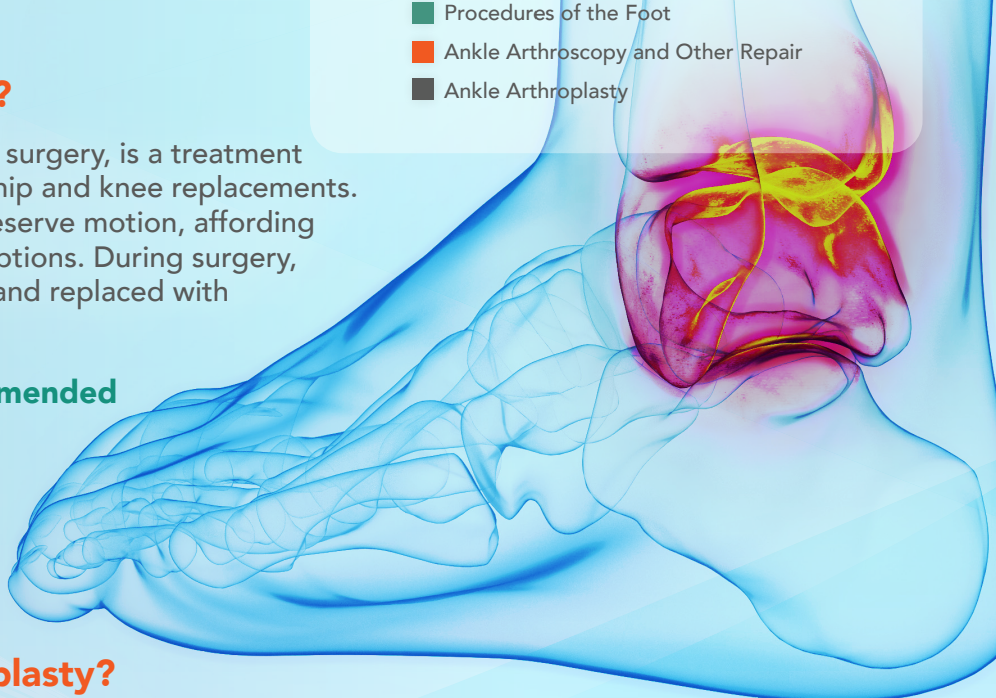 Procedures of the Foot
Ankle Arthroscopy and Other Repair
Ankle Arthroplasty
?
surgery, is a treatment
hip and knee replacements.
eserve motion, affording
ptions. During surgery,
and replaced with
mended
plasty?